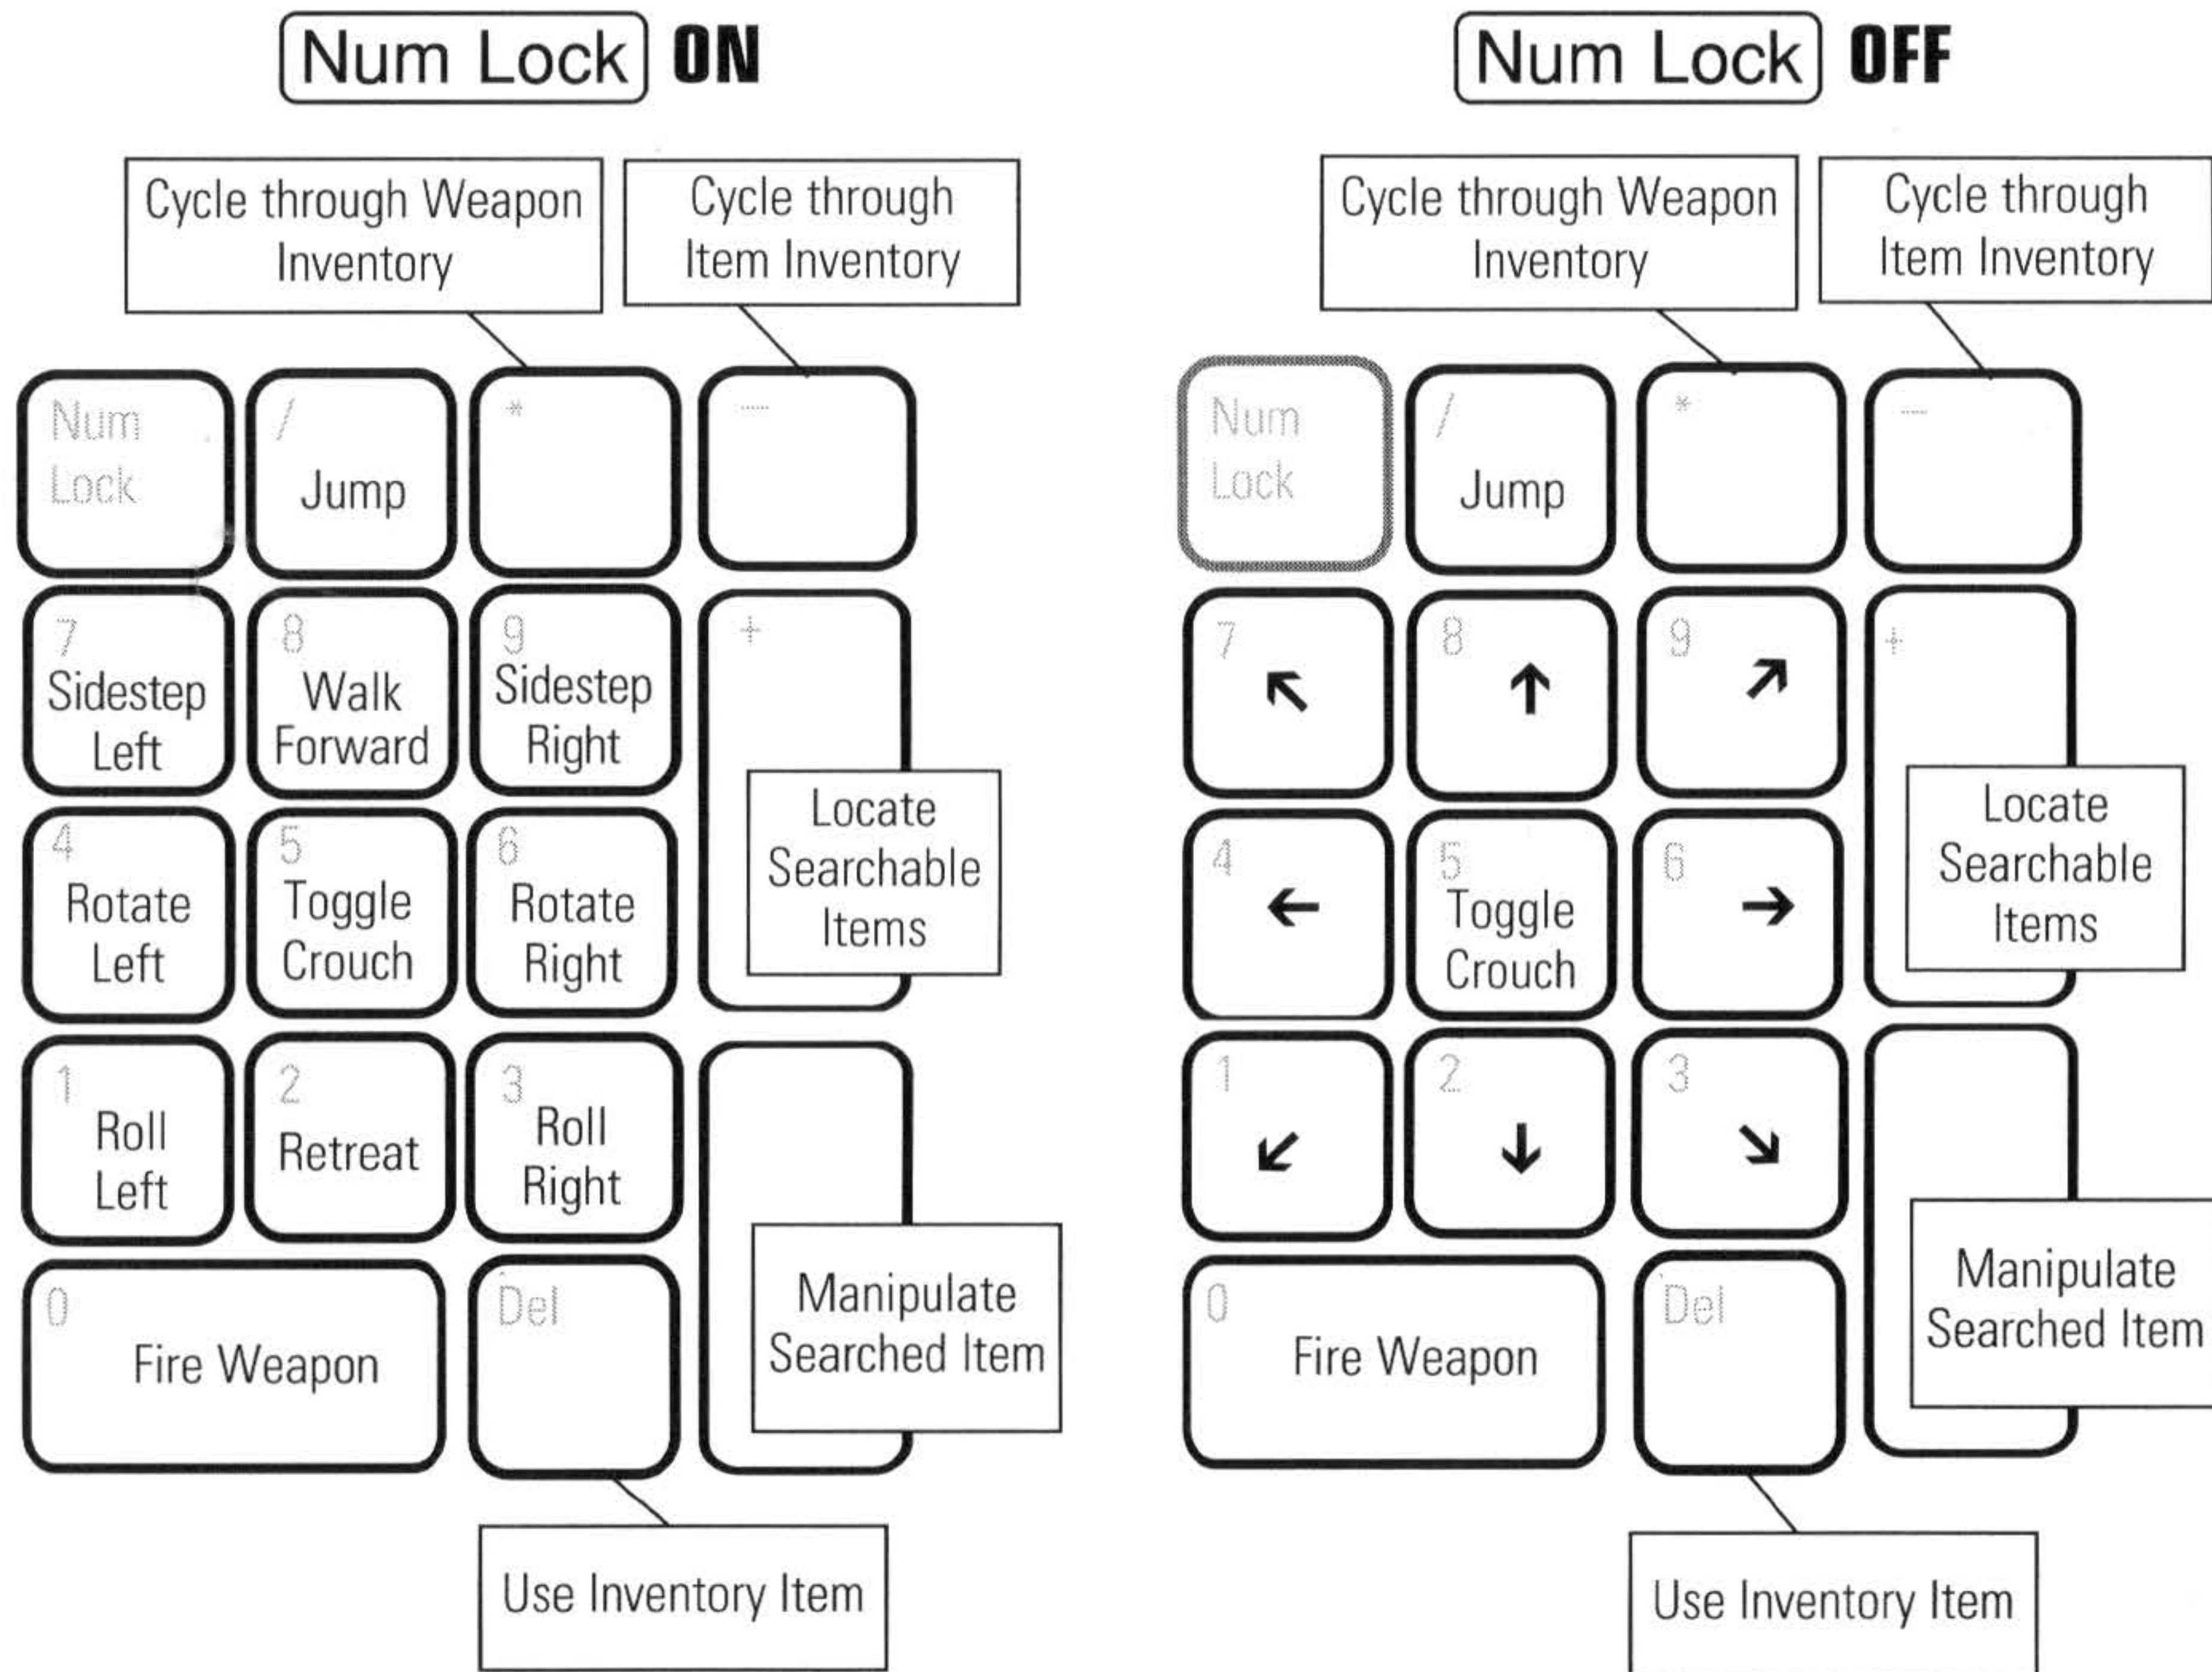 Num Lock ON
Cycle through Weapon
Inventory
Cycle through
Item Inventory
Num
Lock
/
Jump
*
—
7
Sidestep
Left
8
Walk
Forward
9
Sidestep
Right
+
Locate
Searchable
Items
4
Rotate
Left
5
Toggle
Crouch
6
Rotate
Right
1
Roll
Left
2
Retreat
3
Roll
Right
Manipulate
Searched Item
0
Fire Weapon
Del
Use Inventory Item
Num Lock OFF
Cycle through Weapon
Inventory
Cycle through
Item Inventory
Num
Lock
/
Jump
*
—
7
↖
8
↑
9
↗
+
Locate
Searchable
Items
4
←
5
Toggle
Crouch
6
→
1
↙
2
↓
3
↘
Manipulate
Searched Item
0
Fire Weapon
Del
Use Inventory Item